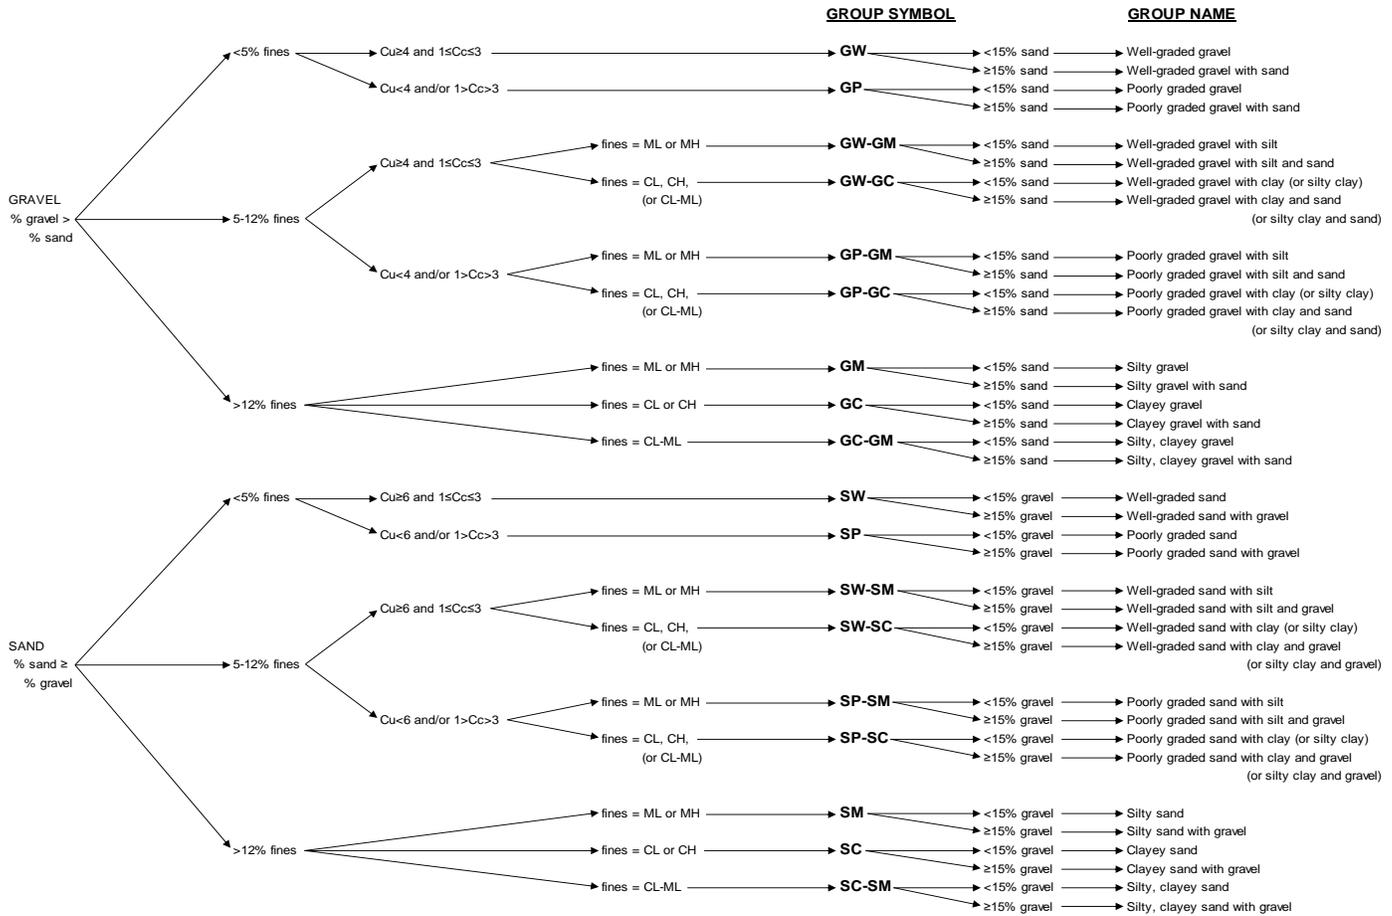 GROUP SYMBOL GROUP NAME
<5% fines Cu≥4 and 1≤Cc≤3 GW <15% sand Well-graded gravel
≥15% sand Well-graded gravel with sand
Cu<4 and/or 1>Cc>3 GP <15% sand Poorly graded gravel
≥15% sand Poorly graded gravel with sand
fines = ML or MH GW-GM <15% sand Well-graded gravel with silt
Cu≥4 and 1≤Cc≤3 ≥15% sand Well-graded gravel with silt and sand
fines = CL, CH, GW-GC <15% sand Well-graded gravel with clay (or silty clay)
GRAVEL (or CL-ML) ≥15% sand Well-graded gravel with clay and sand
% gravel > 5-12% fines (or silty clay and sand)
% sand
fines = ML or MH GP-GM <15% sand Poorly graded gravel with silt
Cu<4 and/or 1>Cc>3 ≥15% sand Poorly graded gravel with silt and sand
fines = CL, CH, GP-GC <15% sand Poorly graded gravel with clay (or silty clay)
(or CL-ML) ≥15% sand Poorly graded gravel with clay and sand
(or silty clay and sand)
fines = ML or MH GM <15% sand Silty gravel
≥15% sand Silty gravel with sand
>12% fines fines = CL or CH GC <15% sand Clayey gravel
≥15% sand Clayey gravel with sand
fines = CL-ML GC-GM <15% sand Silty, clayey gravel
≥15% sand Silty, clayey gravel with sand
<5% fines Cu≥6 and 1≤Cc≤3 SW <15% gravel Well-graded sand
≥15% gravel Well-graded sand with gravel
Cu<6 and/or 1>Cc>3 SP <15% gravel Poorly graded sand
≥15% gravel Poorly graded sand with gravel
fines = ML or MH SW-SM <15% gravel Well-graded sand with silt
Cu≥6 and 1≤Cc≤3 ≥15% gravel Well-graded sand with silt and gravel
fines = CL, CH, SW-SC <15% gravel Well-graded sand with clay (or silty clay)
SAND (or CL-ML) ≥15% gravel Well-graded sand with clay and gravel
% sand ≥ 5-12% fines (or silty clay and gravel)
% gravel
fines = ML or MH SP-SM <15% gravel Poorly graded sand with silt
Cu<6 and/or 1>Cc>3 ≥15% gravel Poorly graded sand with silt and gravel
fines = CL, CH, SP-SC <15% gravel Poorly graded sand with clay (or silty clay)
(or CL-ML) ≥15% gravel Poorly graded sand with clay and gravel
(or silty clay and gravel)
fines = ML or MH SM <15% gravel Silty sand
≥15% gravel Silty sand with gravel
>12% fines fines = CL or CH SC <15% gravel Clayey sand
≥15% gravel Clayey sand with gravel
fines = CL-ML SC-SM <15% gravel Silty, clayey sand
≥15% gravel Silty, clayey sand with gravel